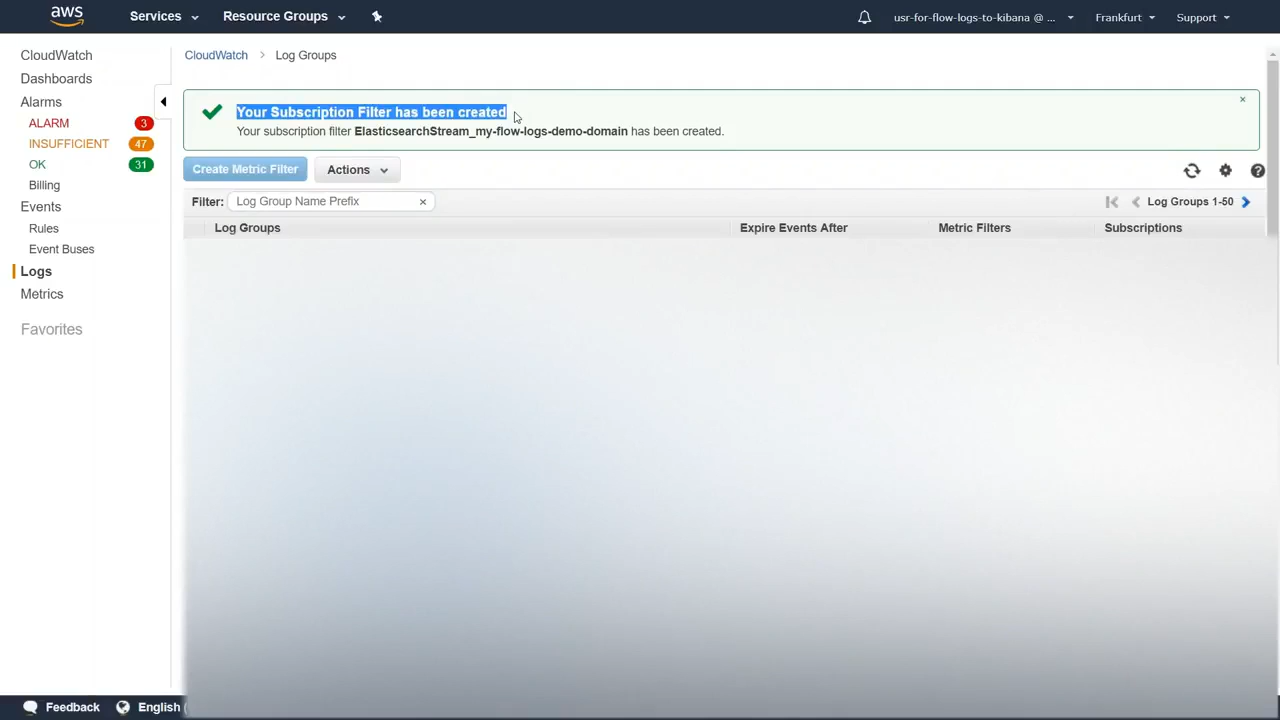 aws Services Resource Groups usr-for-flow-logs-to-kibana @ ... Frankfurt Support
CloudWatch
Dashboards
Alarms
ALARM 3
INSUFFICIENT 47
OK 31
Billing
Events
Rules
Event Buses
Logs
Metrics
Favorites
CloudWatch > Log Groups
Your Subscription Filter has been created
Your subscription filter ElasticsearchStream_my-flow-logs-demo-domain has been created.
Create Metric Filter Actions
Filter: Log Group Name Prefix × Log Groups 1-50
Log Groups Expire Events After Metric Filters Subscriptions
Feedback English (